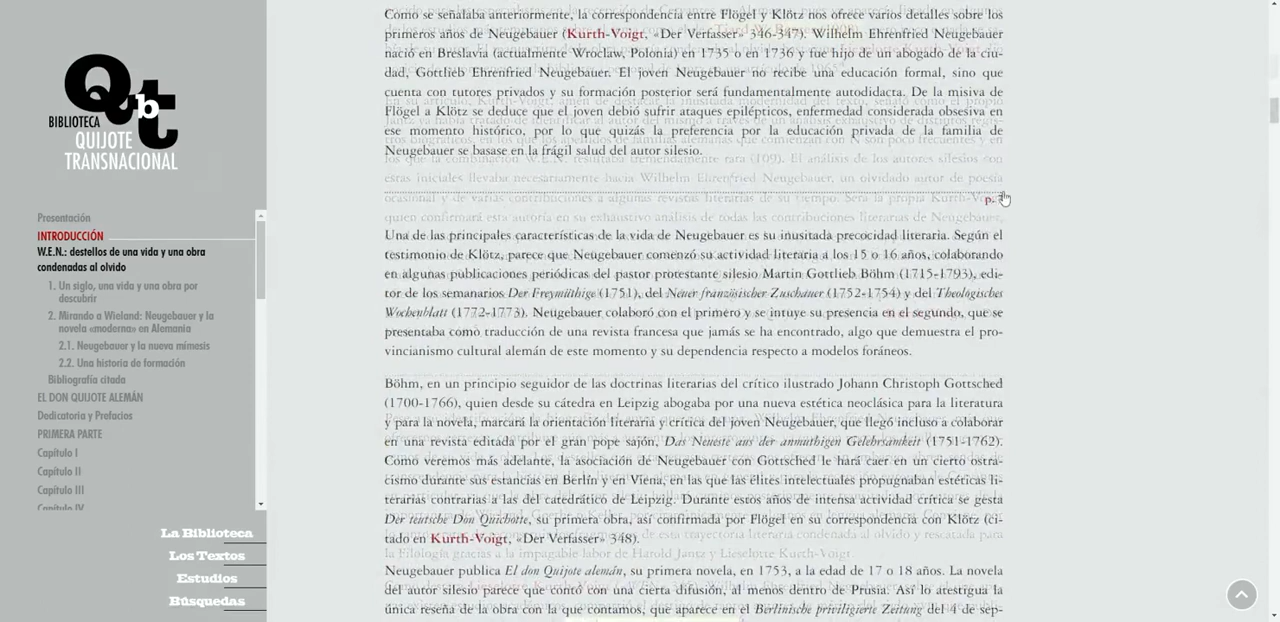 Como se señalaba anteriormente, la correspondencia entre Flögel y Klötz nos ofrece varios detalles sobre los
primeros años de Neugebauer (Kurth-Voigt, «Der Verfasser» 346-347). Wilhelm Ehrenfried Neugebauer
nació en Breslavia (actualmente Wroclaw, Polonia) en 1735 o en 1736 y fue hijo de un abogado de la ciu-
dad, Gottlieb Ehrenfried Neugebauer. El joven Neugebauer no recibe una educación formal, sino que
cuenta con tutores privados y su formación posterior será fundamentalmente autodidacta. De la misiva de
Flögel a Klötz se deduce que el joven debió sufrir ataques epilépticos, enfermedad considerada obsesiva en
ese momento histórico, por lo que quizás la preferencia por la educación privada de la familia de
Neugebauer se basase en la frágil salud del autor silesio.
p.
Una de las principales características de la vida de Neugebauer es su inusitada precocidad literaria. Según el
testimonio de Klötz, parece que Neugebauer comenzó su actividad literaria a los 15 o 16 años, colaborando
en algunas publicaciones periódicas del pastor protestante silesio Martin Gottlieb Böhm (1715-1793), edi-
tor de los semanarios Der Freymüthige (1751), del Neuer französischer Zuschauer (1752-1754) y del Theologisches
Wochenblatt (1772-1773). Neugebauer colaboró con el primero y se intuye su presencia en el segundo, que se
presentaba como traducción de una revista francesa que jamás se ha encontrado, algo que demuestra el pro-
vincianismo cultural alemán de este momento y su dependencia respecto a modelos foráneos.
Böhm, en un principio seguidor de las doctrinas literarias del crítico ilustrado Johann Christoph Gottsched
(1700-1766), quien desde su cátedra en Leipzig abogaba por una nueva estética neoclásica para la literatura
y para la novela, marcará la orientación literaria y crítica del joven Neugebauer, que llegó incluso a colaborar
en una revista editada por el gran pope sajón, Das Neueste aus der anmuthigen Gelehrsamkeit (1751-1762).
Como veremos más adelante, la asociación de Neugebauer con Gottsched le hará caer en un cierto ostra-
cismo durante sus estancias en Berlín y en Viena, en las que las élites intelectuales propugnaban estéticas li-
terarias contrarias a las del catedrático de Leipzig. Durante estos años de intensa actividad crítica se gesta
Der teutsche Don Quichotte, su primera obra, así confirmada por Flögel en su correspondencia con Klötz (ci-
tado en Kurth-Voigt, «Der Verfasser» 348).
Neugebauer publica El don Quijote alemán, su primera novela, en 1753, a la edad de 17 o 18 años. La novela
del autor silesio parece que contó con una cierta difusión, al menos dentro de Prusia. Así lo atestigua la
única reseña de la obra con la que contamos, que aparece en el Berlinische priviligierte Zeitung del 4 de sep-
Qbt
BIBLIOTECA
QUIJOTE
TRANSNACIONAL
Presentación
INTRODUCCIÓN
W.E.N.: destellos de una vida y una obra
condenadas al olvido
1. Un siglo, una vida y una obra por
descubrir
2. Mirando a Wieland: Neugebauer y la
novela «moderna» en Alemania
2.1. Neugebauer y la nueva mímesis
2.2. Una historia de formación
Bibliografía citada
EL DON QUIJOTE ALEMÁN
Dedicatoria y Prefacios
PRIMERA PARTE
Capítulo I
Capítulo II
Capítulo III
Capítulo IV
La Biblioteca
Los Textos
Estudios
Búsquedas